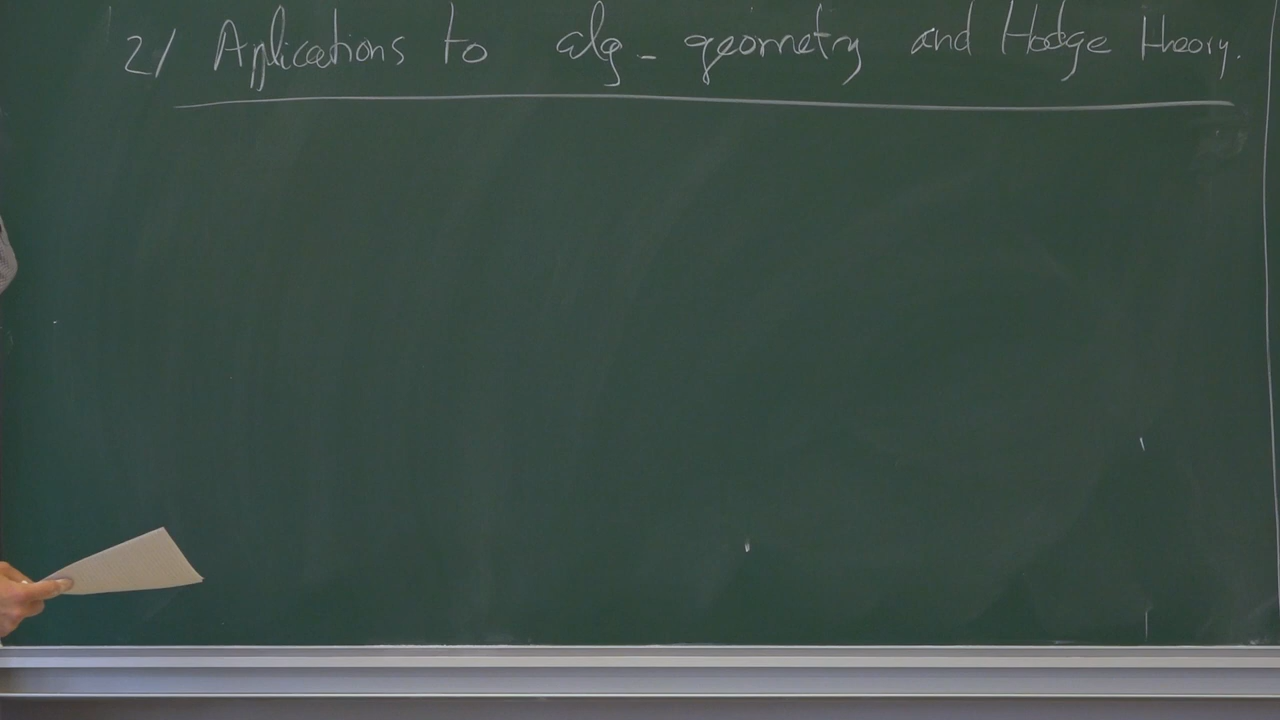 2/ Applications to alg- geometry and Hodge theory.